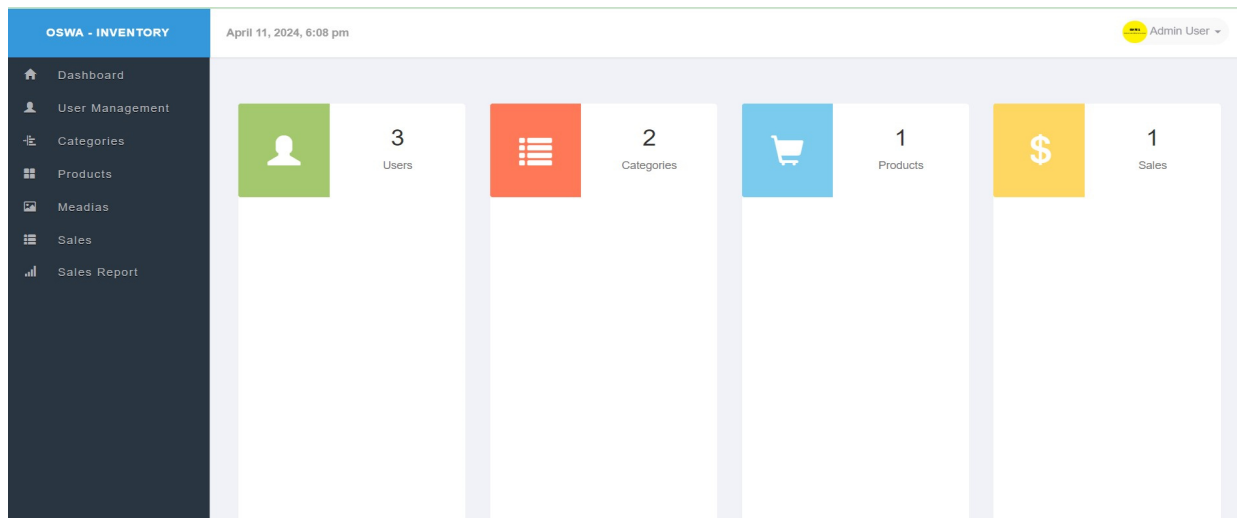 OSWA - INVENTORY
April 11, 2024, 6:08 pm
Admin User
Dashboard
User Management
Categories
Products
Meadias
Sales
Sales Report
3
Users
2
Categories
1
Products
$
1
Sales